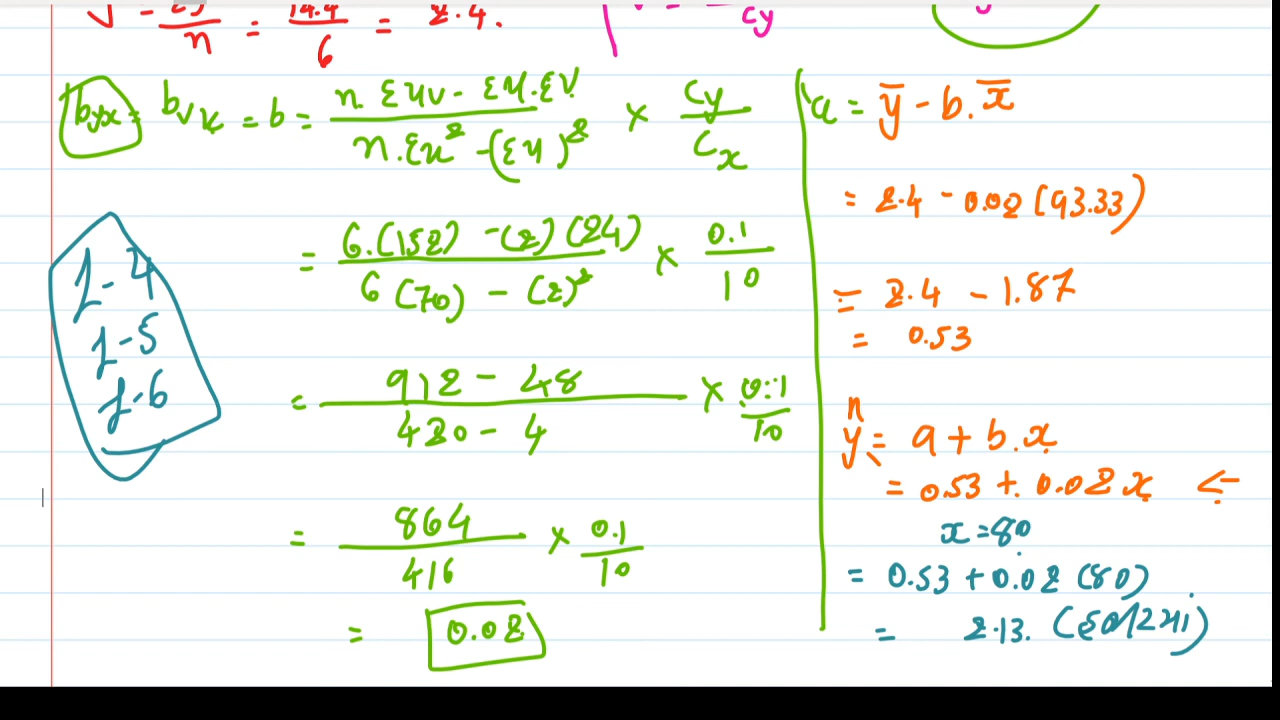 = 14.4 / 6 = 2.4.
cy
byx = bvu = b = n. Σuv - Σu.Σv / n.Σu² - (Σu)² × cy / cx
= 6.(152) - (2)(24) / 6(70) - (2)² × 0.1 / 10
= 912 - 48 / 420 - 4 × 0.1 / 10
= 864 / 416 × 0.1 / 10
= 0.02
1-4
1-5
1-6
a = ȳ - b.x̄
= 2.4 - 0.02 (93.33)
= 2.4 - 1.87
= 0.53
ŷ = a + b.x
= 0.53 + 0.02x ←
x = 80
= 0.53 + 0.02 (80)
= 2.13.